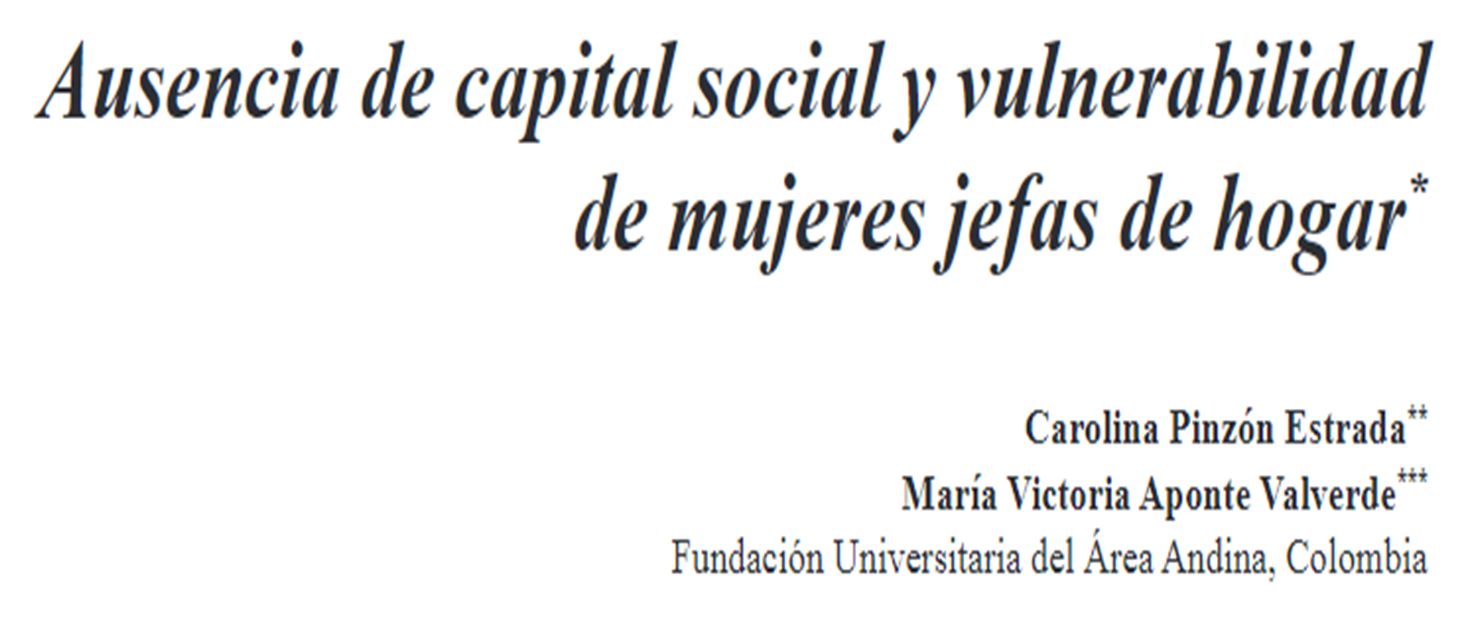 Ausencia de capital social y vulnerabilidad
de mujeres jefas de hogar*
Carolina Pinzón Estrada**
María Victoria Aponte Valverde***
Fundación Universitaria del Área Andina, Colombia